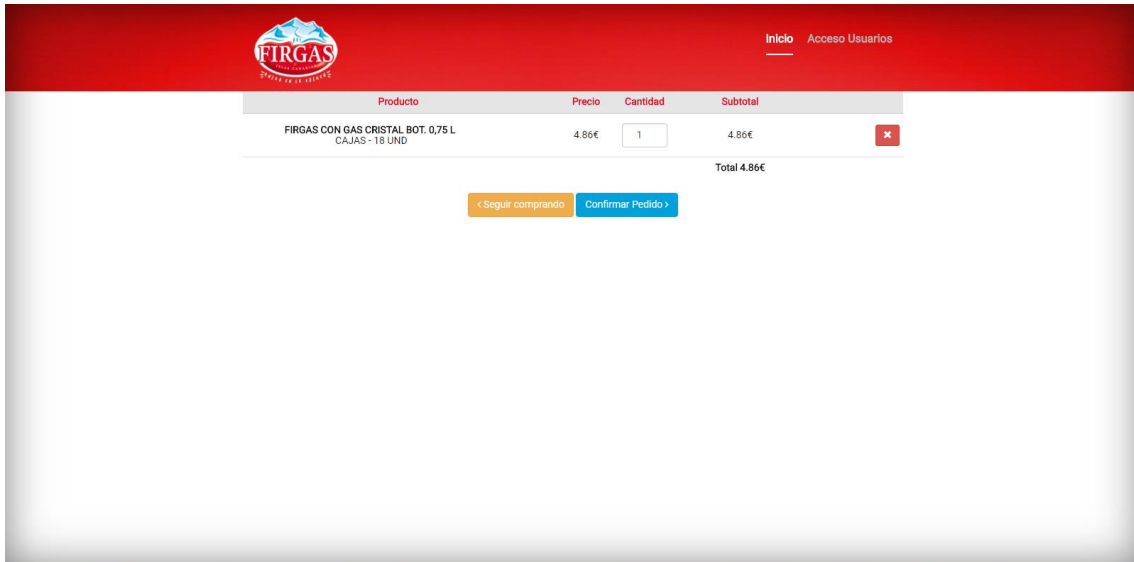 FIRGAS
Inicio Acceso Usuarios
Producto Precio Cantidad Subtotal
FIRGAS CON GAS CRISTAL BOT. 0,75 L
CAJAS - 18 UND
4.86€ 1 4.86€
Total 4.86€
< Seguir comprando Confirmar Pedido >